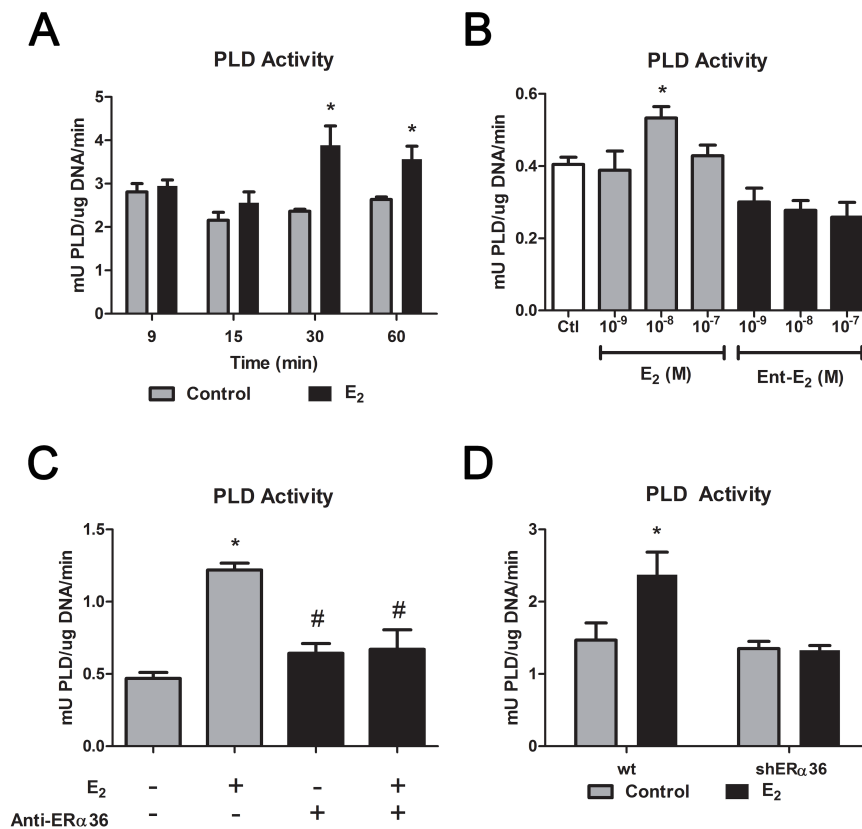 A
PLD Activity
mU PLD/ug DNA/min
5
4
3
2
1
0
* *
9 15 30 60
Time (min)
Control E₂
B
PLD Activity
mU PLD/ug DNA/min
0.6
0.4
0.2
0.0
*
Ctl 10⁻⁹ 10⁻⁸ 10⁻⁷ 10⁻⁹ 10⁻⁸ 10⁻⁷
E₂ (M) Ent-E₂ (M)
C
PLD Activity
mU PLD/ug DNA/min
1.5
1.0
0.5
0.0
* # #
E₂ - + - +
Anti-ERα36 - - + +
D
PLD Activity
mU PLD/ug DNA/min
3
2
1
0
*
wt shERα36
Control E₂